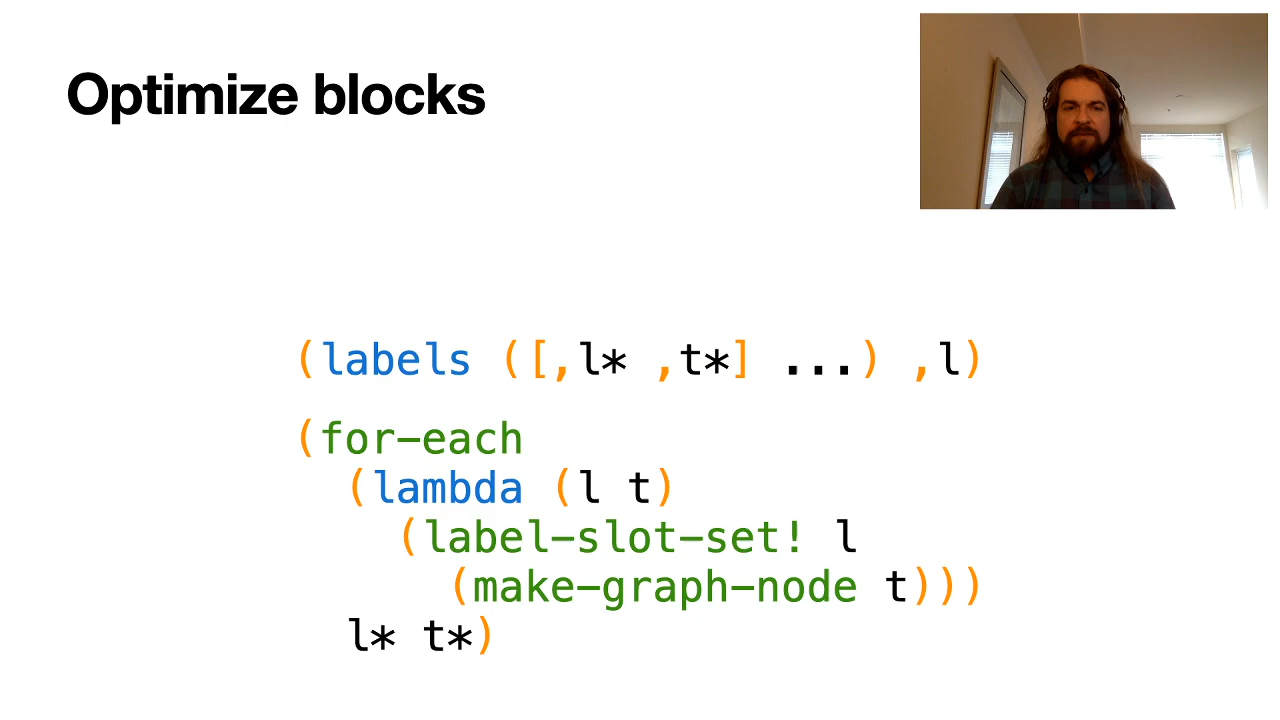 Optimize blocks
(labels ([,l* ,t*] ...) ,l)
(for-each
(lambda (l t)
(label-slot-set! l
(make-graph-node t)))
l* t*)